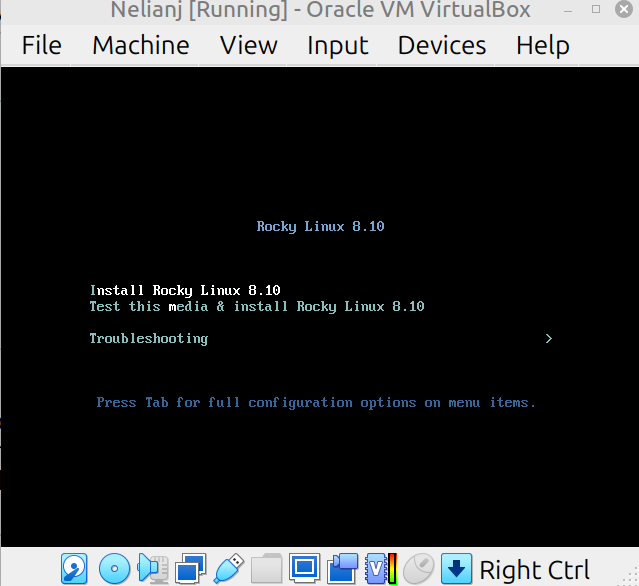 Nelianj [Running] - Oracle VM VirtualBox
File Machine View Input Devices Help
Rocky Linux 8.10
Install Rocky Linux 8.10
Test this media & install Rocky Linux 8.10
Troubleshooting >
Press Tab for full configuration options on menu items.
V Right Ctrl